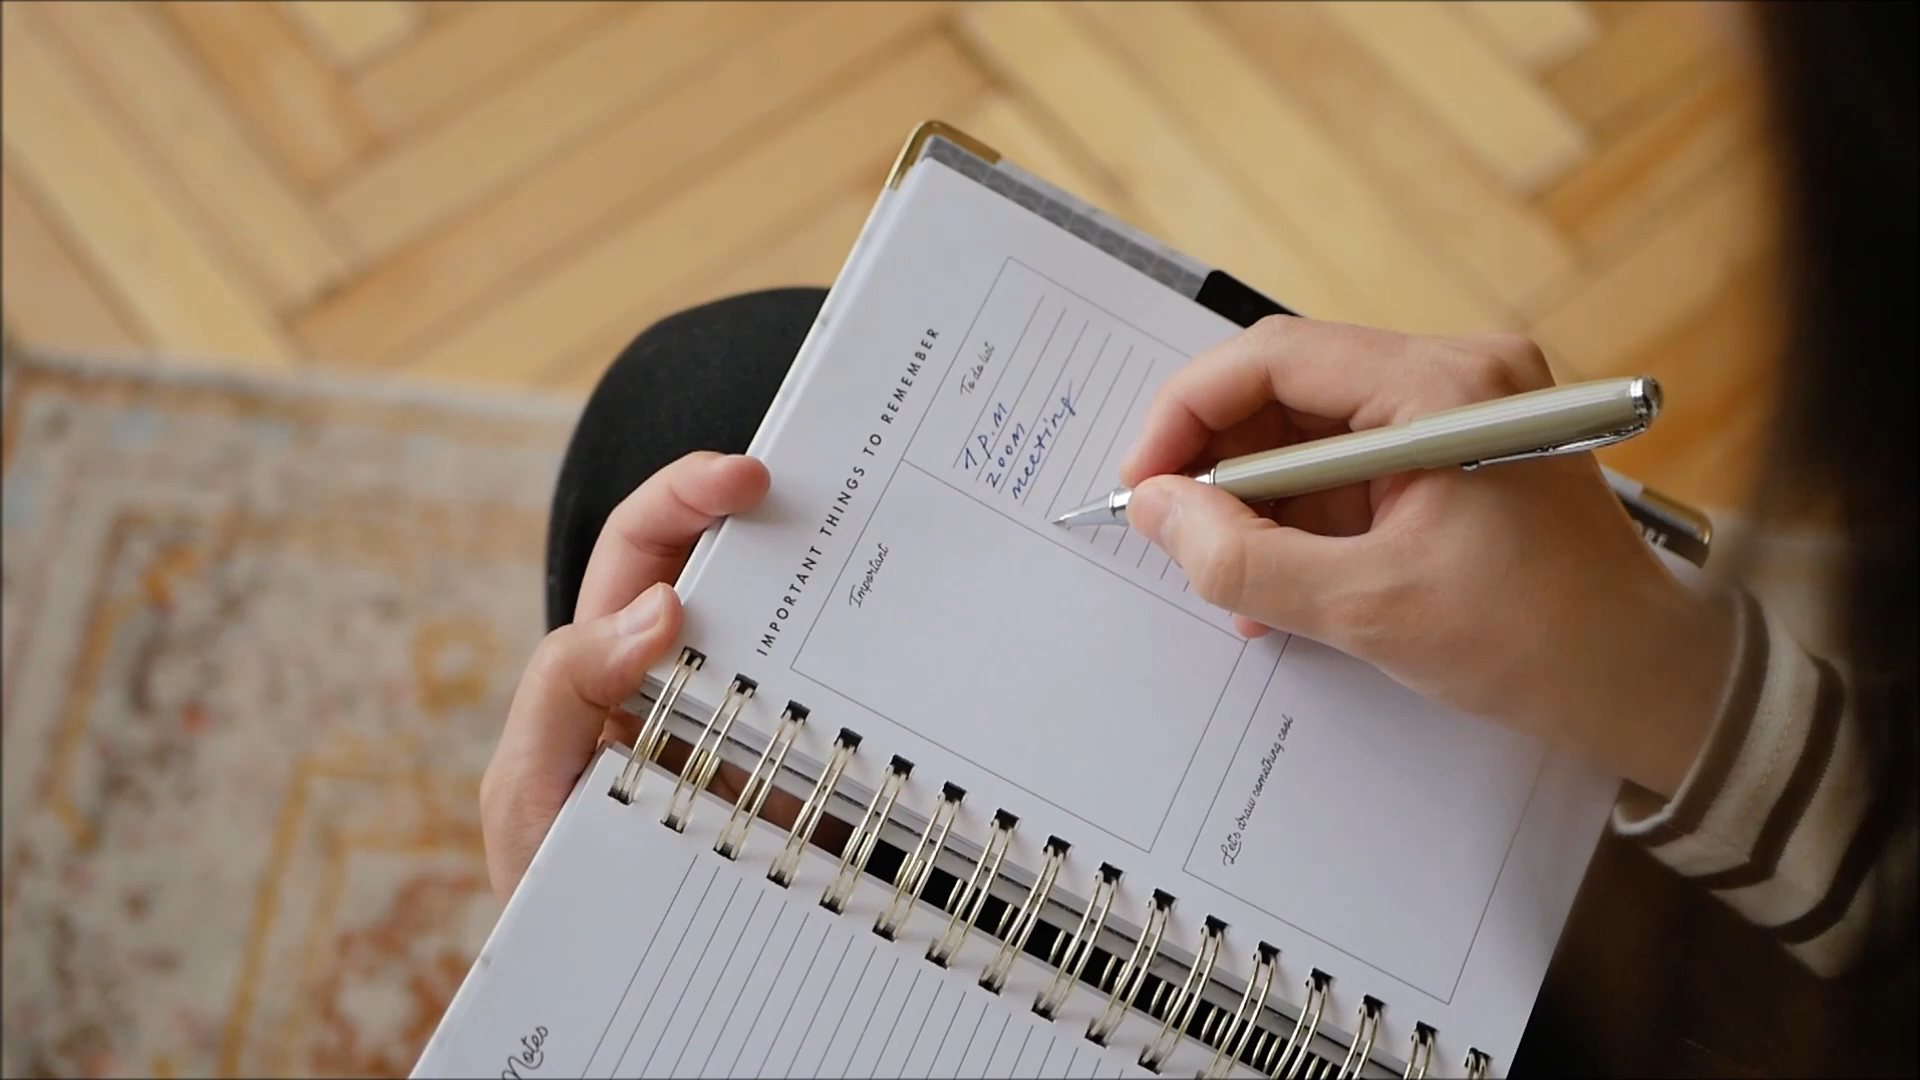 IMPORTANT THINGS TO REMEMBER
To do list
1 P.M
zoom
meeting
Important
Let's draw something cool
Notes